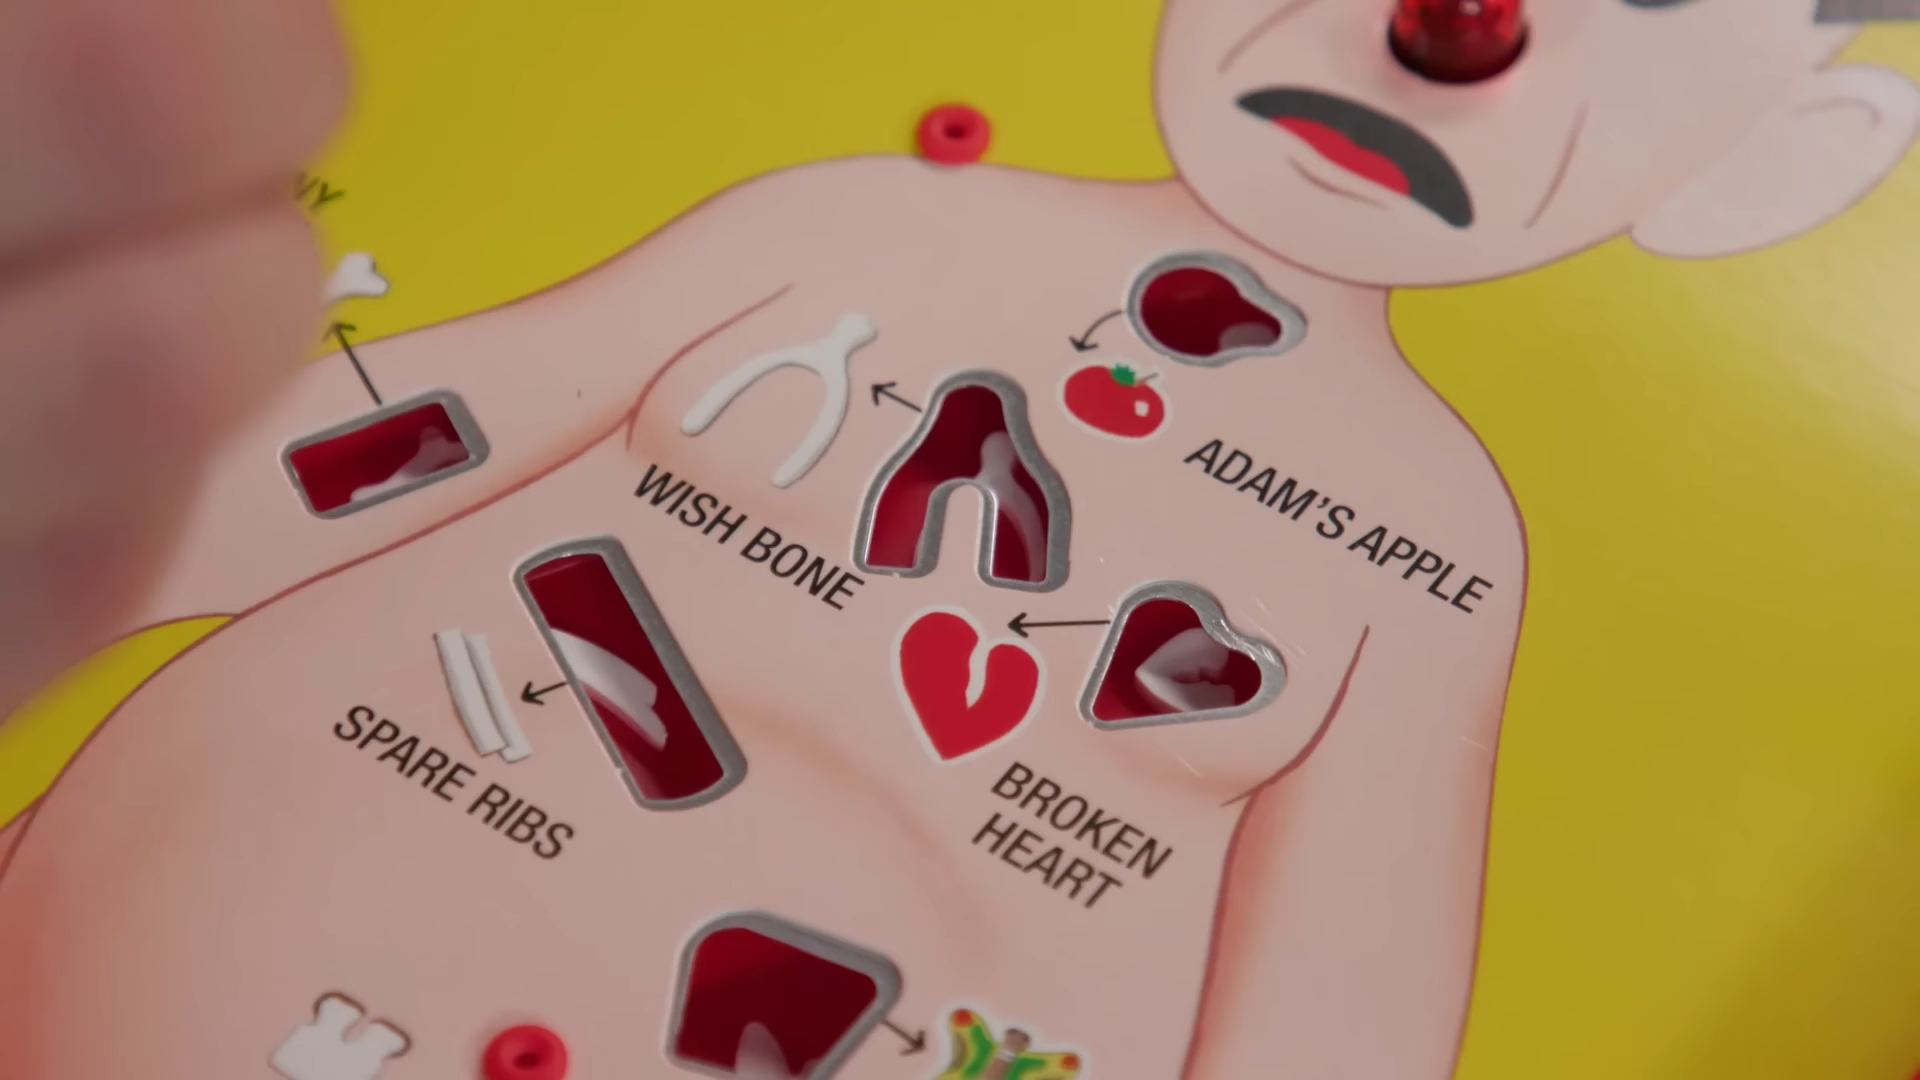 ADAM'S APPLE
WISH BONE
SPARE RIBS
BROKEN
HEART